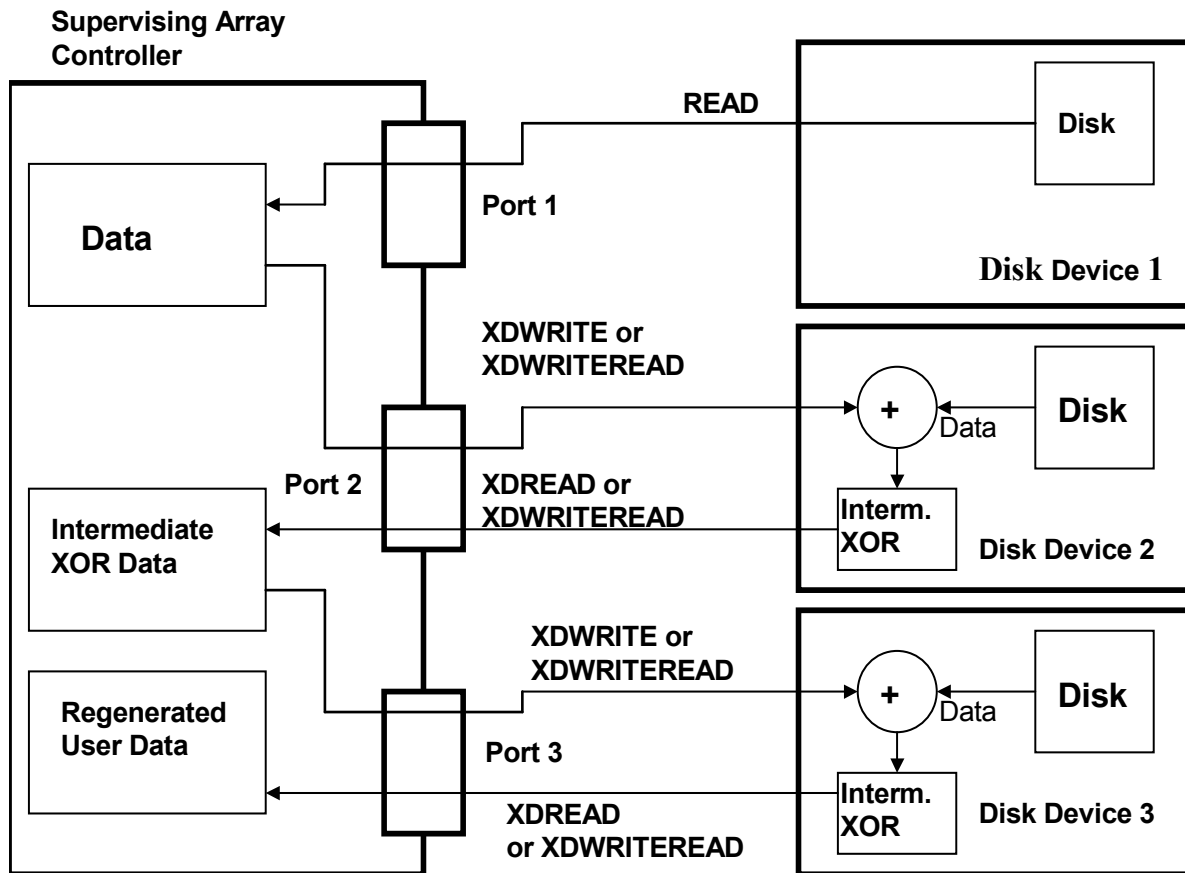 Supervising Array
Controller
READ
Disk
Data
Port 1
Disk Device 1
XDWRITE or
XDWRITEREAD
+
Data
Disk
Port 2
XDREAD or
XDWRITEREAD
Intermediate
XOR Data
Interm.
XOR
Disk Device 2
XDWRITE or
XDWRITEREAD
+
Data
Disk
Regenerated
User Data
Port 3
Interm.
XOR
Disk Device 3
XDREAD
or XDWRITEREAD